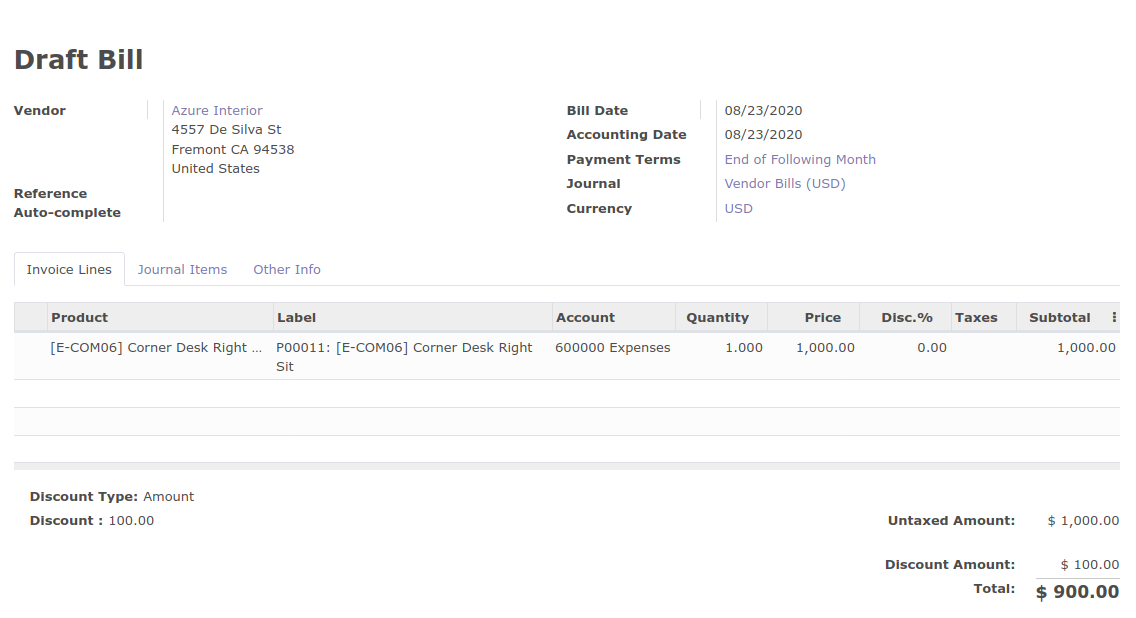 Draft Bill
Vendor
Azure Interior
4557 De Silva St
Fremont CA 94538
United States
Reference
Auto-complete
Bill Date 08/23/2020
Accounting Date 08/23/2020
Payment Terms End of Following Month
Journal Vendor Bills (USD)
Currency USD
Invoice Lines Journal Items Other Info
Product Label Account Quantity Price Disc.% Taxes Subtotal
[E-COM06] Corner Desk Right ... P00011: [E-COM06] Corner Desk Right 600000 Expenses 1.000 1,000.00 0.00 1,000.00
Sit
Discount Type: Amount
Discount : 100.00
Untaxed Amount: $ 1,000.00
Discount Amount: $ 100.00
Total: $ 900.00